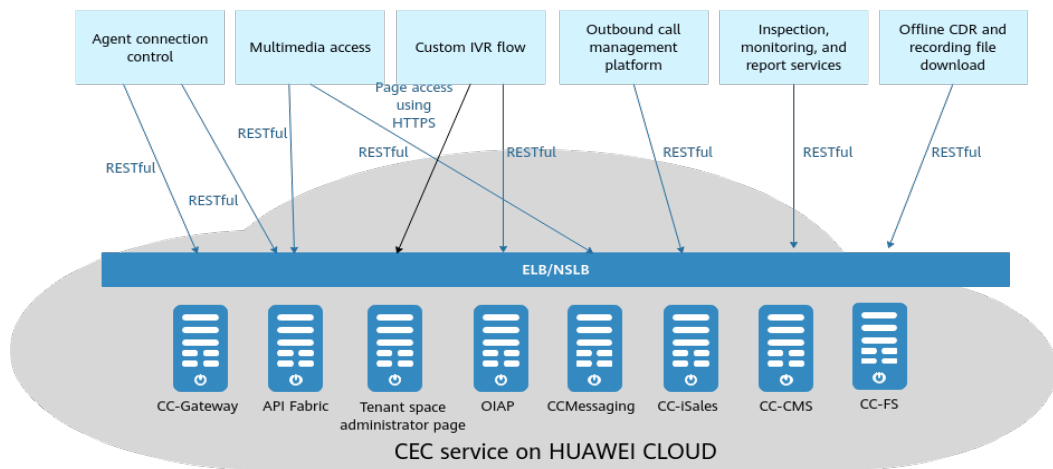 Agent connection
control
Multimedia access
Custom IVR flow
Outbound call
management
platform
Inspection,
monitoring, and
report services
Offline CDR and
recording file
download
Page access
using
HTTPS
RESTful
RESTful
RESTful
RESTful
RESTful
RESTful
RESTful
RESTful
ELB/NSLB
CC-Gateway
API Fabric
Tenant space
administrator page
OIAP
CCMessaging
CC-iSales
CC-CMS
CC-FS
CEC service on HUAWEI CLOUD